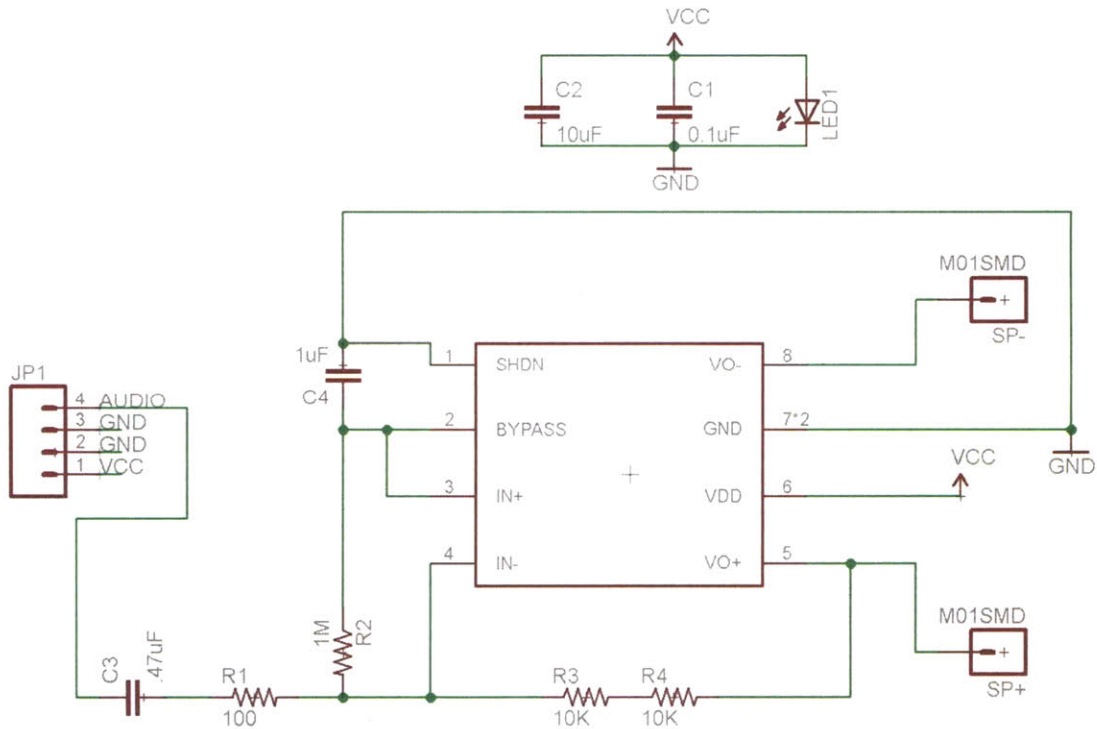 VCC
C2
C1
LED1
10uF
0.1uF
GND
M01SMD
SP-
1uF
C4
1
SHDN
VO-
8
JP1
4
AUDIO
3
GND
2
GND
1
VCC
2
BYPASS
GND
7*2
GND
VCC
3
IN+
VDD
6
4
IN-
VO+
5
M01SMD
SP+
1M
R2
C3
.47uF
R1
100
R3
10K
R4
10K